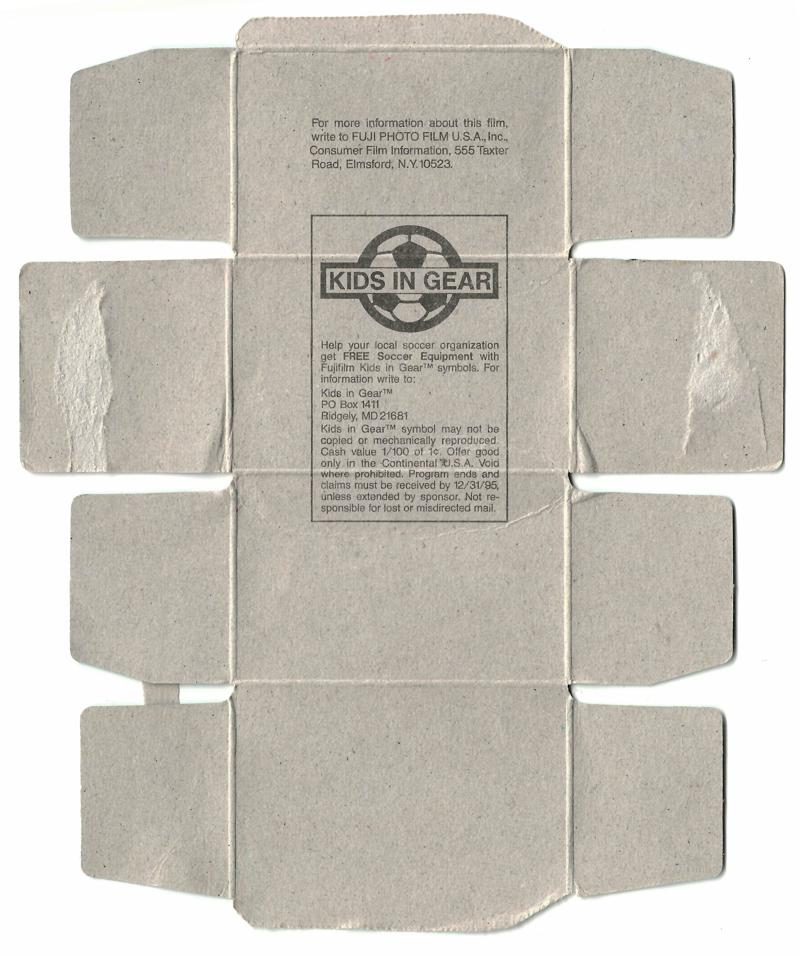 For more information about this film,
write to FUJI PHOTO FILM U.S.A., Inc.,
Consumer Film Information, 555 Taxter
Road, Elmsford, N.Y. 10523.
KIDS IN GEAR
Help your local soccer organization
get FREE Soccer Equipment with
Fujifilm Kids in Gear™ symbols. For
information write to:
Kids in Gear™
PO Box 1411
Ridgely, MD 21681
Kids in Gear™ symbol may not be
copied or mechanically reproduced.
Cash value 1/100 of 1¢. Offer good
only in the Continental U.S.A. Void
where prohibited. Program ends and
claims must be received by 12/31/95,
unless extended by sponsor. Not re-
sponsible for lost or misdirected mail.